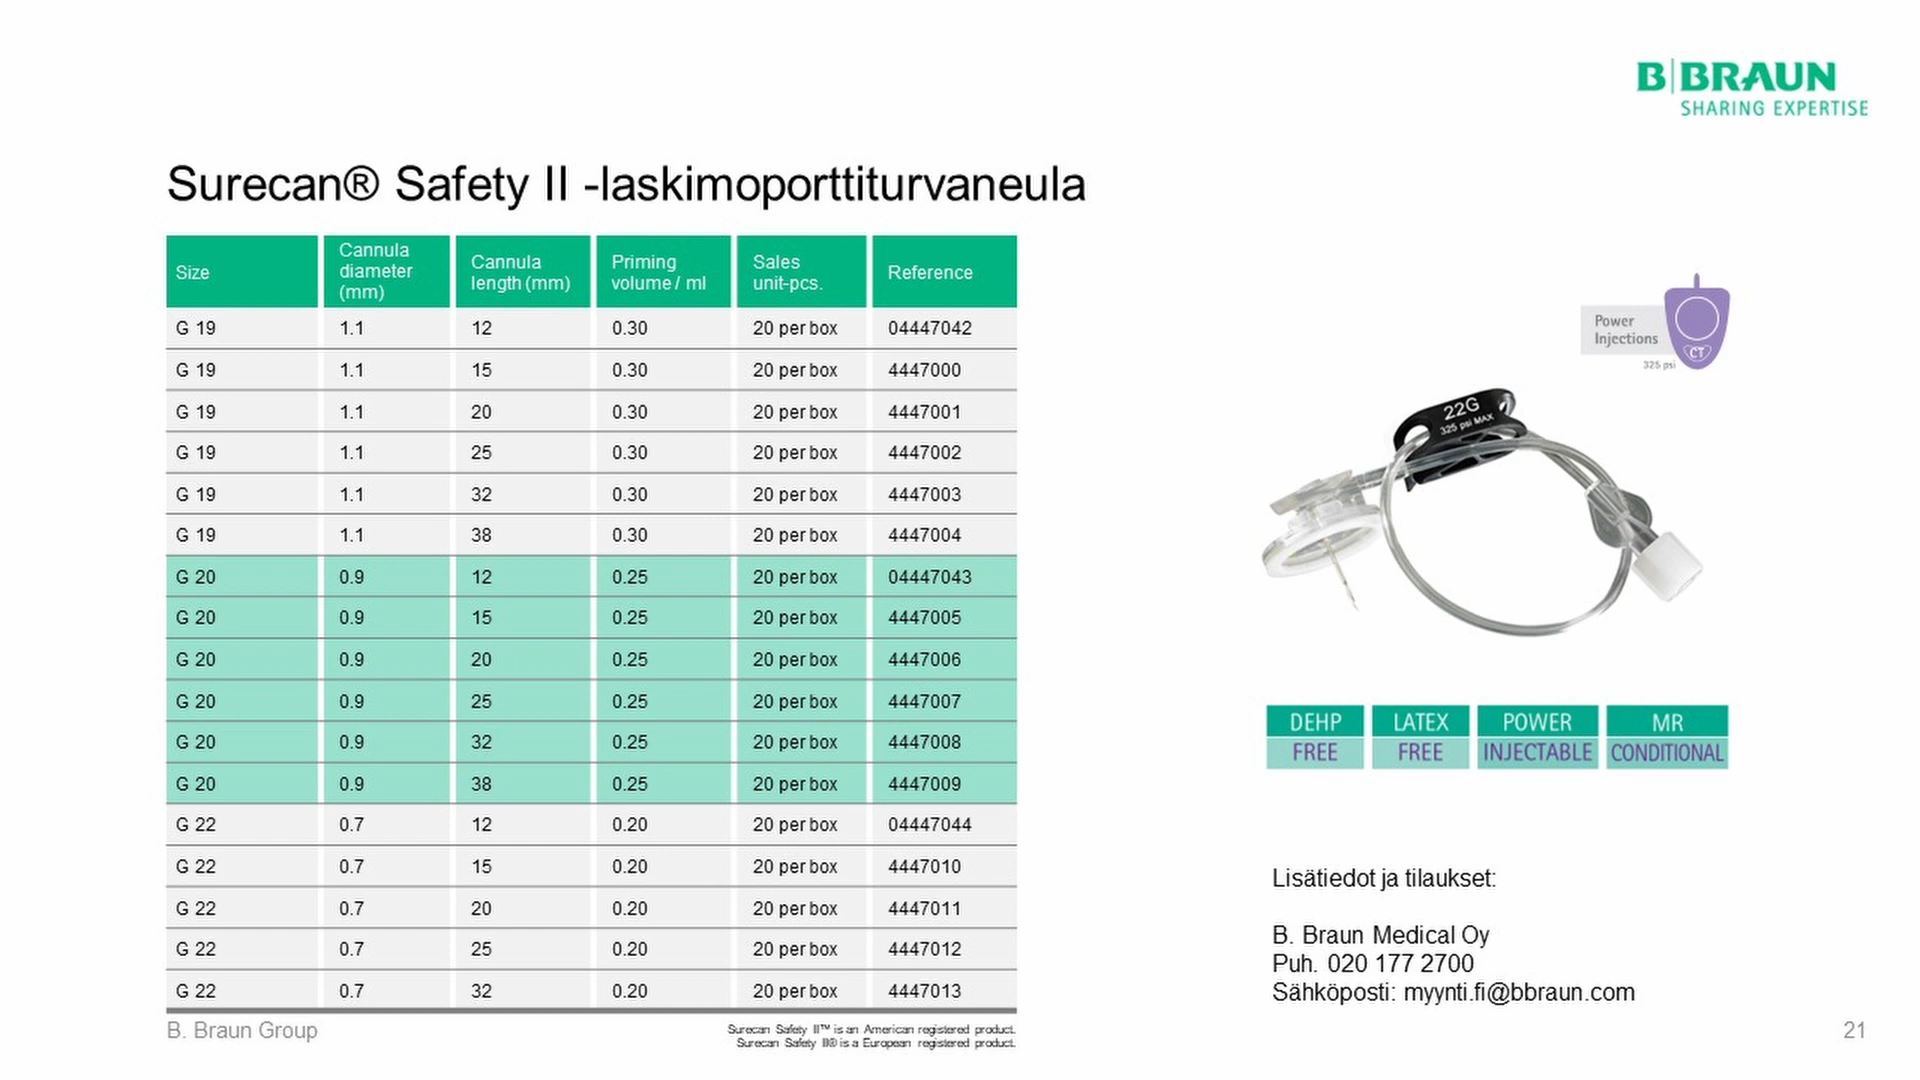 B|BRAUN
SHARING EXPERTISE
Surecan® Safety II -laskimoporttiturvaneula
Size Cannula diameter (mm) Cannula length (mm) Priming volume / ml Sales unit-pcs. Reference
G 19 1.1 12 0.30 20 per box 04447042
G 19 1.1 15 0.30 20 per box 4447000
G 19 1.1 20 0.30 20 per box 4447001
G 19 1.1 25 0.30 20 per box 4447002
G 19 1.1 32 0.30 20 per box 4447003
G 19 1.1 38 0.30 20 per box 4447004
G 20 0.9 12 0.25 20 per box 04447043
G 20 0.9 15 0.25 20 per box 4447005
G 20 0.9 20 0.25 20 per box 4447006
G 20 0.9 25 0.25 20 per box 4447007
G 20 0.9 32 0.25 20 per box 4447008
G 20 0.9 38 0.25 20 per box 4447009
G 22 0.7 12 0.20 20 per box 04447044
G 22 0.7 15 0.20 20 per box 4447010
G 22 0.7 20 0.20 20 per box 4447011
G 22 0.7 25 0.20 20 per box 4447012
G 22 0.7 32 0.20 20 per box 4447013
Power
Injections
CT
325 psi
22G
325 psi MAX
DEHP LATEX POWER MR
FREE FREE INJECTABLE CONDITIONAL
Lisätiedot ja tilaukset:
B. Braun Medical Oy
Puh. 020 177 2700
Sähköposti: myynti.fi@bbraun.com
B. Braun Group
Surecan Safety II™ is an American registered product.
Surecan Safety II® is a European registered product.
21